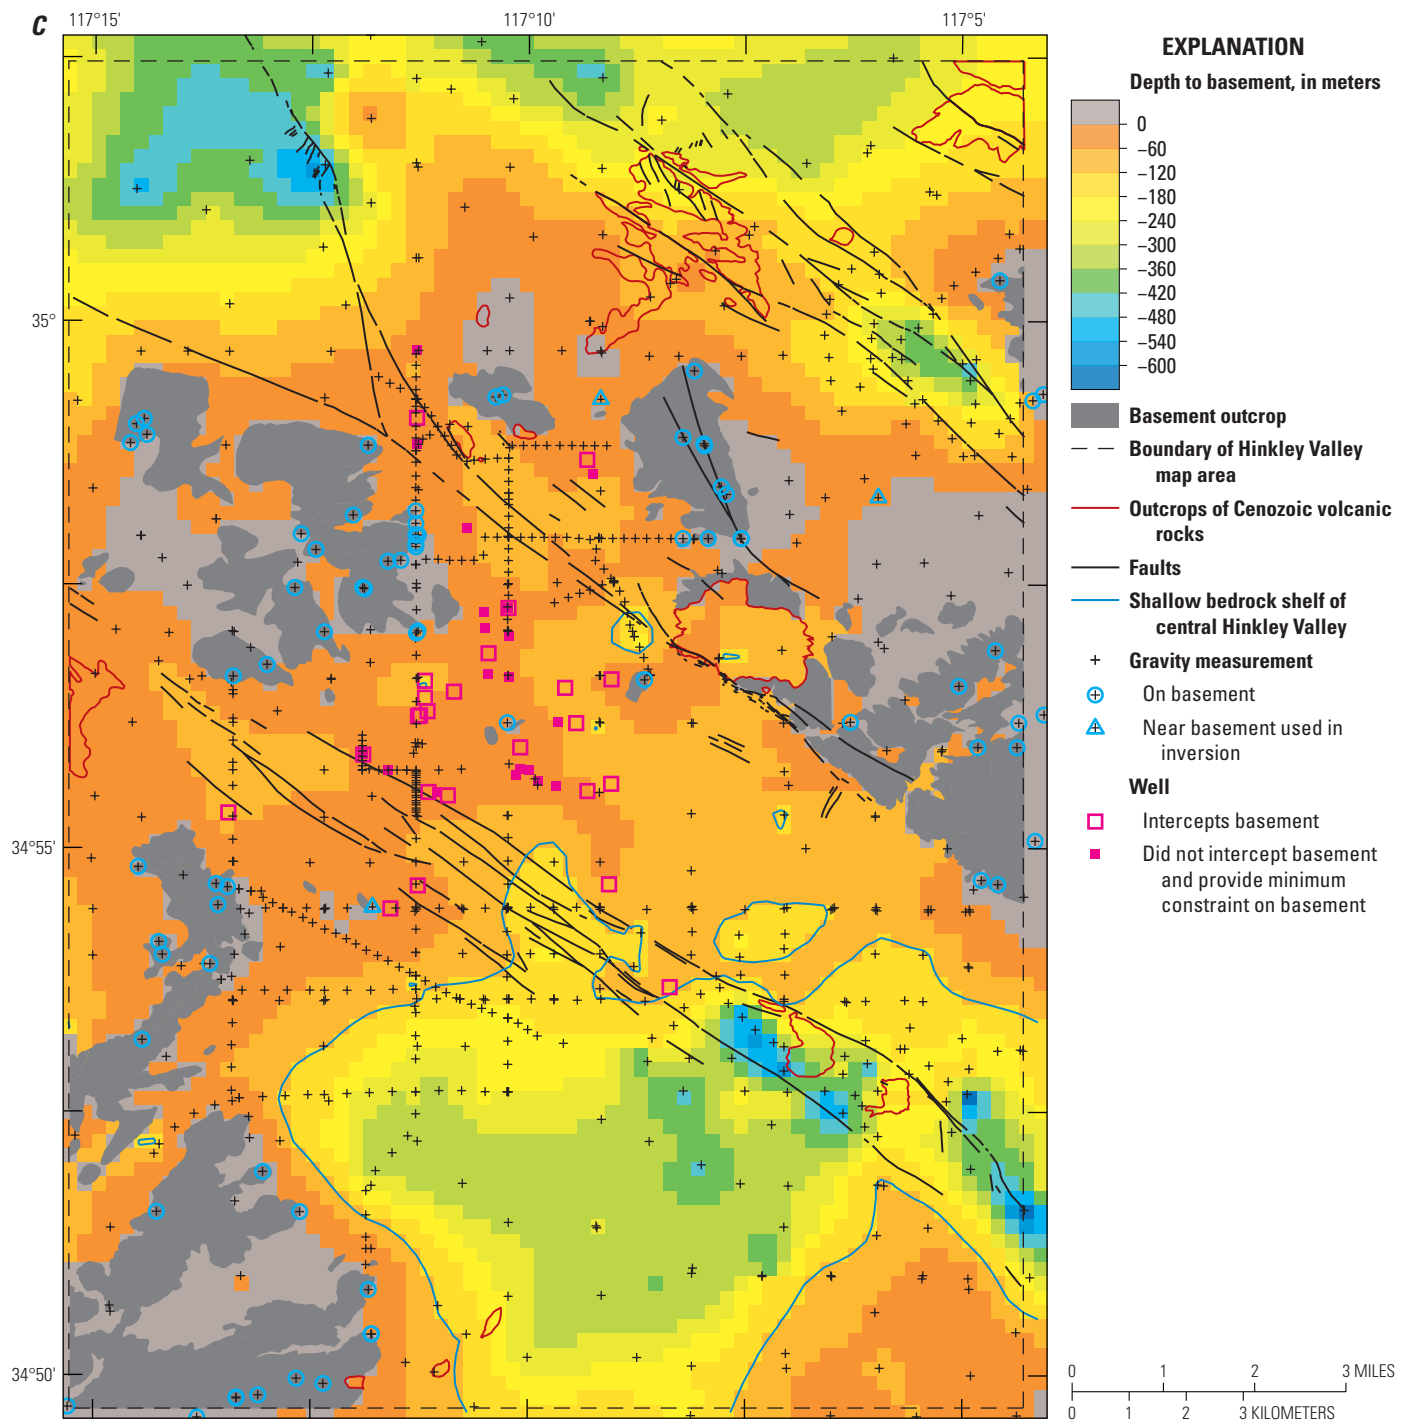 C
117°15'
117°10'
117°5'
35°
34°55'
34°50'
EXPLANATION
Depth to basement, in meters
0
−60
−120
−180
−240
−300
−360
−420
−480
−540
−600
Basement outcrop
Boundary of Hinkley Valley
map area
Outcrops of Cenozoic volcanic
rocks
Faults
Shallow bedrock shelf of
central Hinkley Valley
Gravity measurement
On basement
Near basement used in
inversion
Well
Intercepts basement
Did not intercept basement
and provide minimum
constraint on basement
0 1 2 3 MILES
0 1 2 3 KILOMETERS